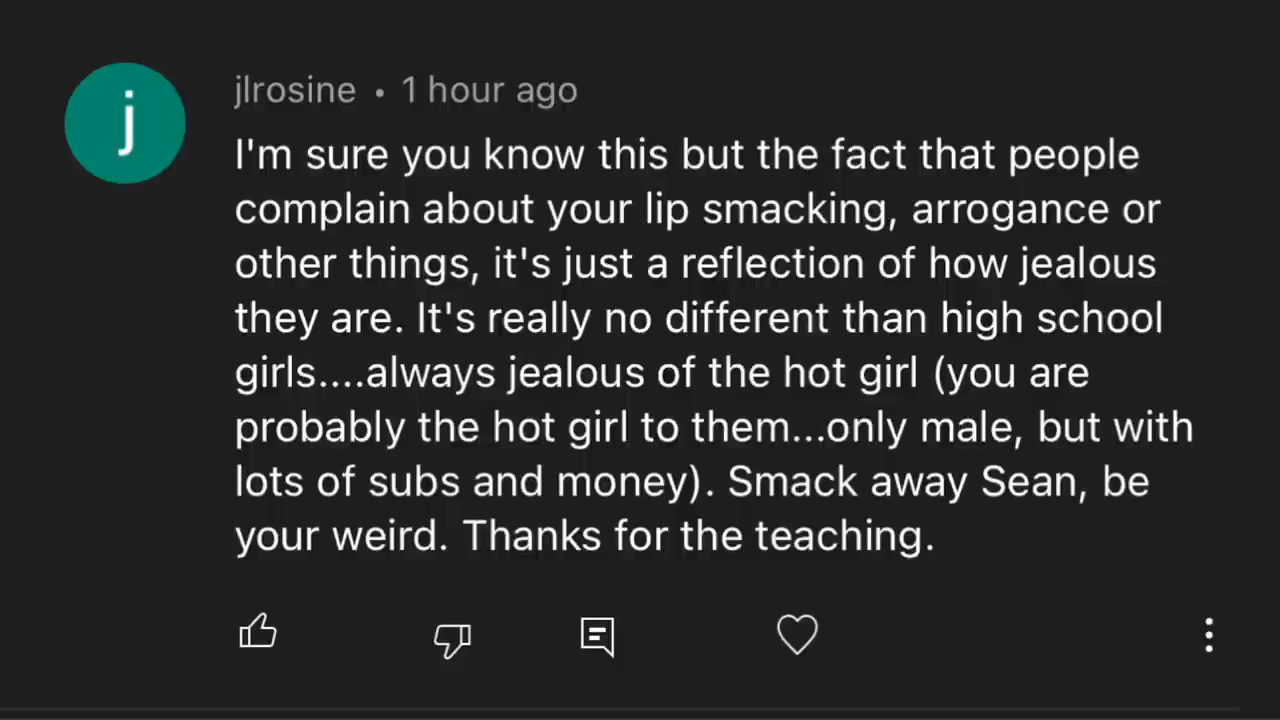 j
jlrosine • 1 hour ago
I'm sure you know this but the fact that people
complain about your lip smacking, arrogance or
other things, it's just a reflection of how jealous
they are. It's really no different than high school
girls....always jealous of the hot girl (you are
probably the hot girl to them...only male, but with
lots of subs and money). Smack away Sean, be
your weird. Thanks for the teaching.